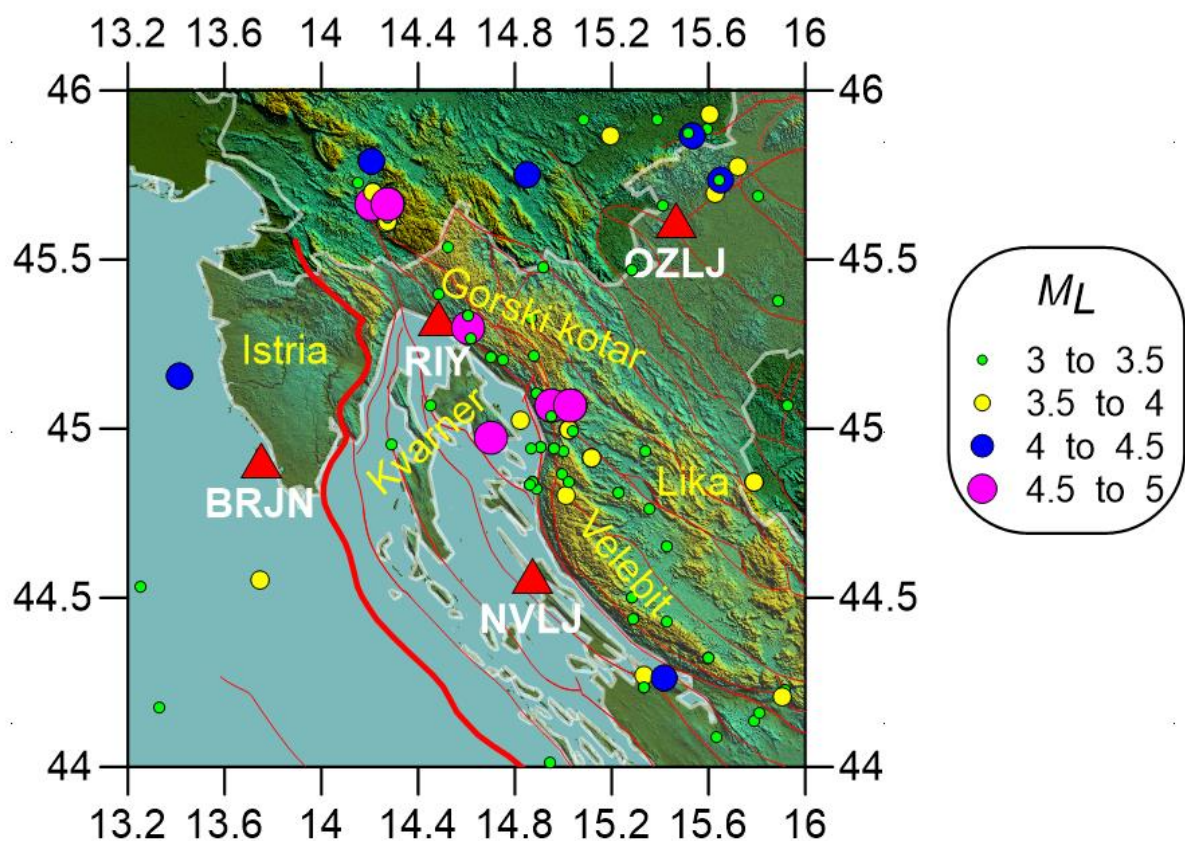 13.2 13.6 14 14.4 14.8 15.2 15.6 16
46 46
45.5 45.5
45 45
44.5 44.5
44 44
13.2 13.6 14 14.4 14.8 15.2 15.6 16
OZLJ
Gorski kotar
Istria
RIY
Kvarner
BRJN
Lika
Velebit
NVLJ
ML
3 to 3.5
3.5 to 4
4 to 4.5
4.5 to 5